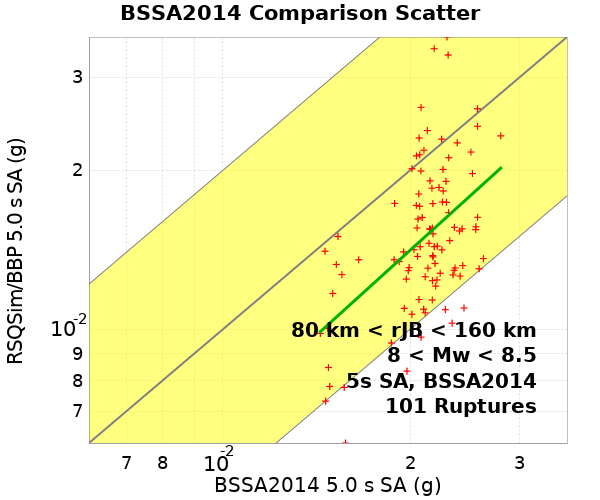 BSSA2014 Comparison Scatter
RSQSim/BBP 5.0 s SA (g)
3
2
10-2
9
8
7
80 km < rJB < 160 km
8 < Mw < 8.5
5s SA, BSSA2014
101 Ruptures
7 8 10-2 2 3
BSSA2014 5.0 s SA (g)